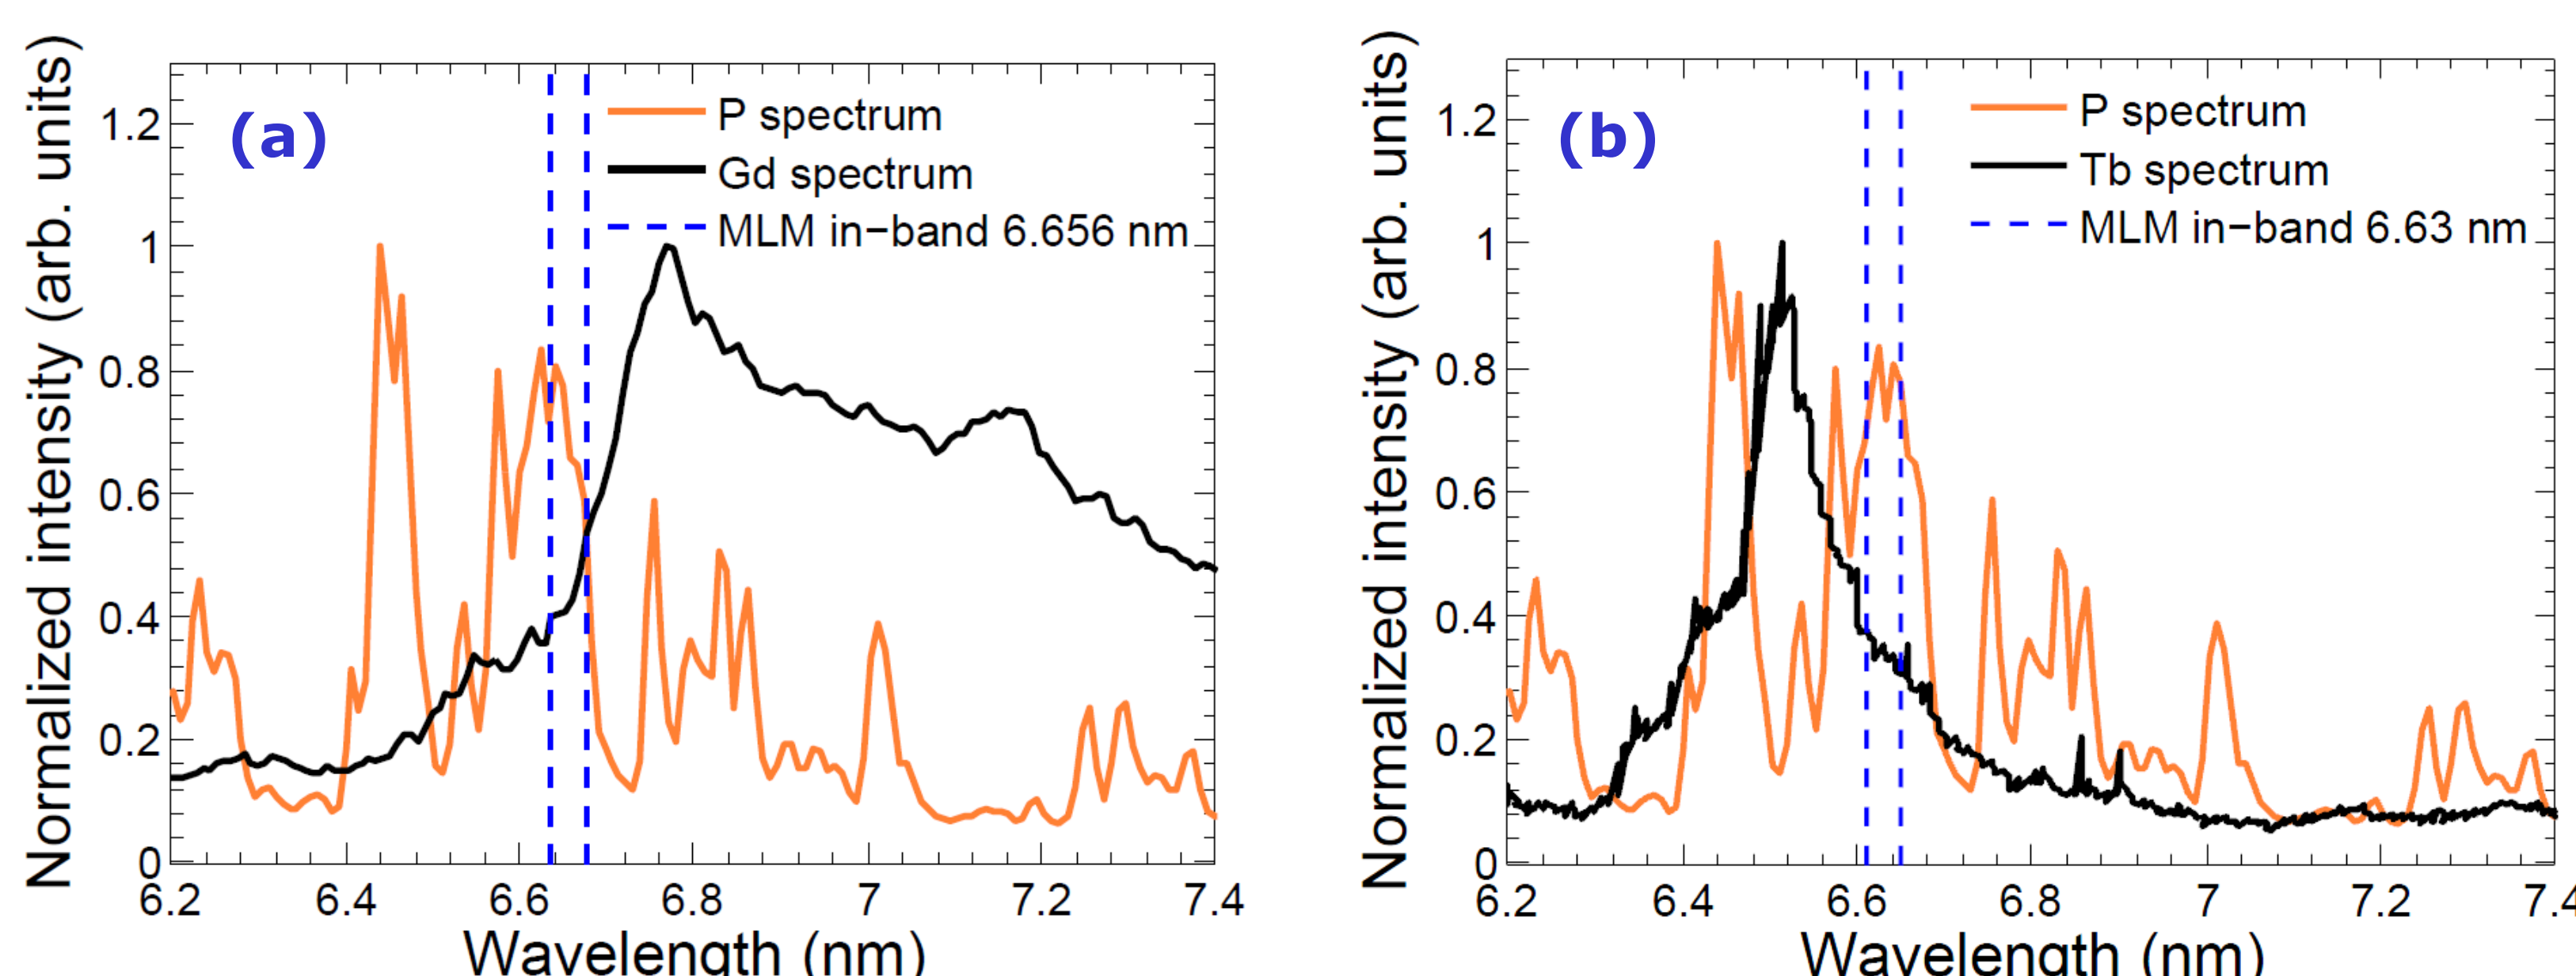 Normalized intensity (arb. units)
(a)
P spectrum
Gd spectrum
MLM in−band 6.656 nm
1.2
1
0.8
0.6
0.4
0.2
0
6.2 6.4 6.6 6.8 7 7.2 7.4
Wavelength (nm)
Normalized intensity (arb. units)
(b)
P spectrum
Tb spectrum
MLM in−band 6.63 nm
1.2
1
0.8
0.6
0.4
0.2
0
6.2 6.4 6.6 6.8 7 7.2 7.4
Wavelength (nm)